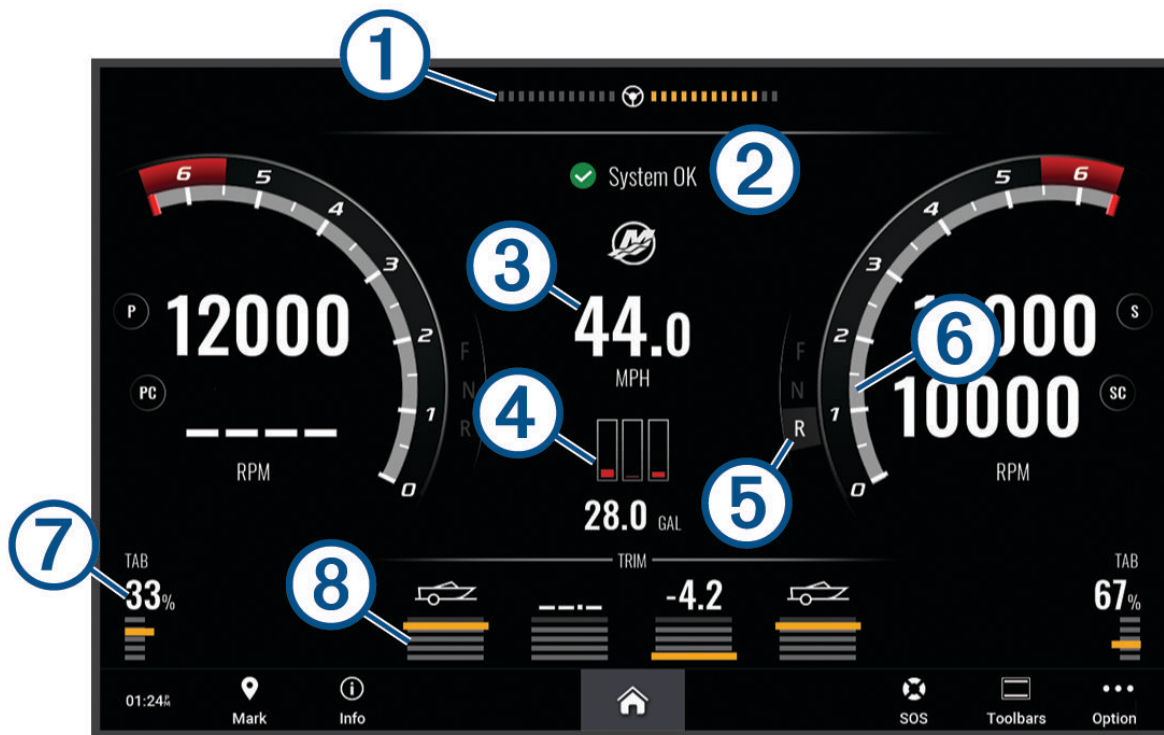 1
2
System OK
6 5 4 3 2 1 0
5 6 4 3 2 1 0
3
P
12000
44.0
MPH
S
6
F
N
R
F
N
R
PC
– – – –
10000
SC
4
5
RPM
RPM
28.0 GAL
7
TAB
33%
TRIM
TAB
67%
8
--.-
-4.2
01:24PM
Mark
Info
SOS
Toolbars
Option